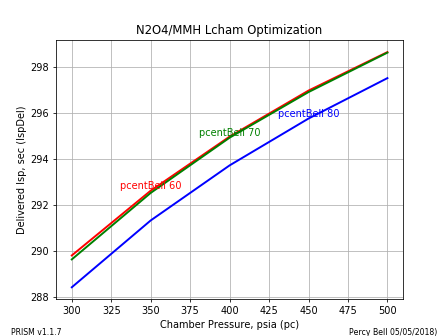 N2O4/MMH Lcham Optimization
Delivered Isp, sec (IspDel)
298
296
294
292
290
288
pcentBell 80
pcentBell 70
pcentBell 60
300 325 350 375 400 425 450 475 500
Chamber Pressure, psia (pc)
PRISM v1.1.7
Percy Bell 05/05/2018)